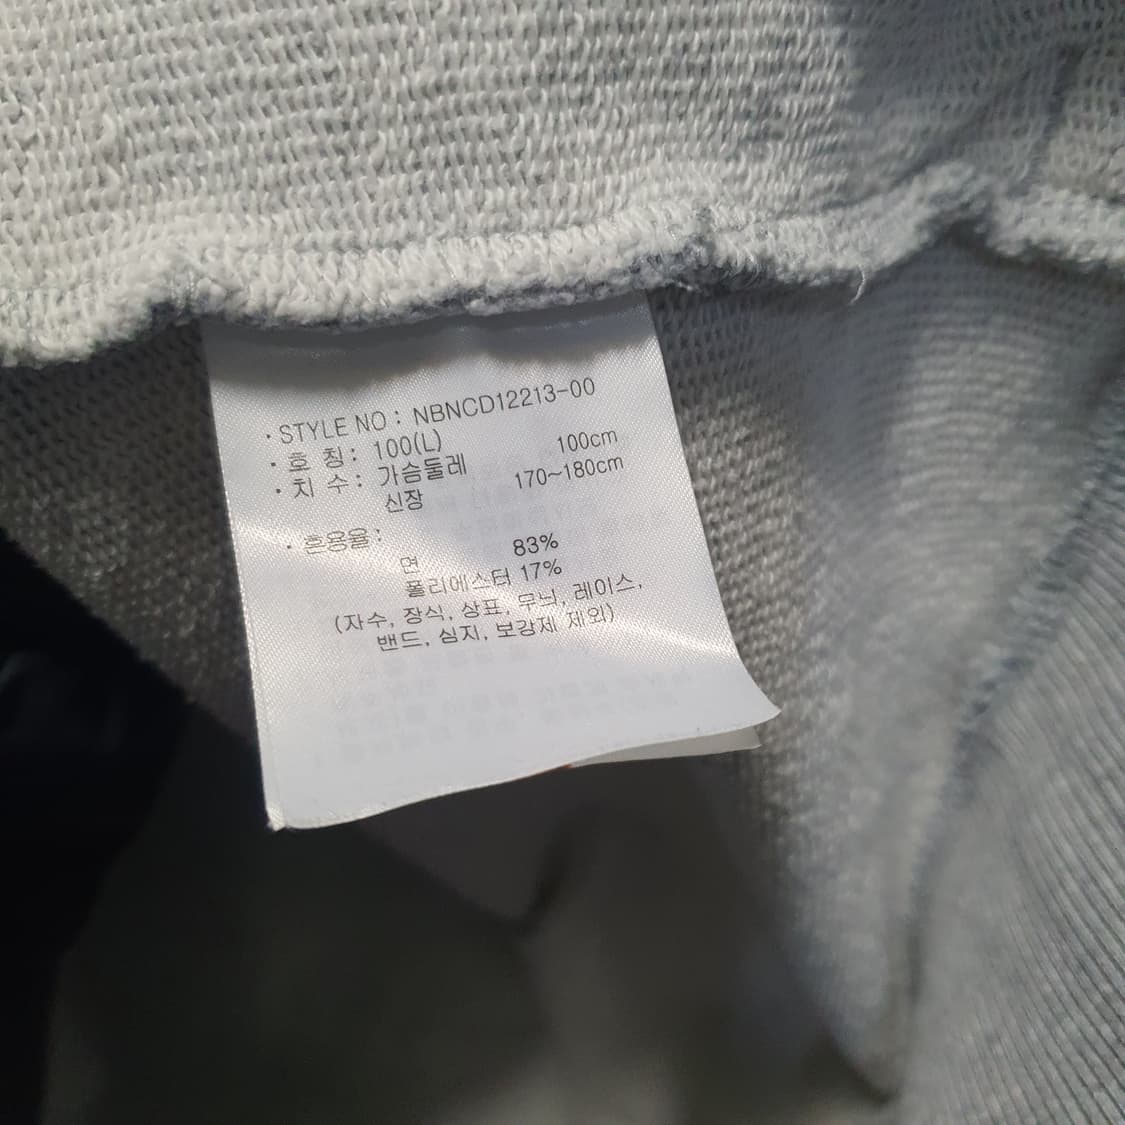 · STYLE NO : NBNCD12213-00
· 호 칭 : 100(L)
· 치 수 : 가슴둘레 100cm
신장 170~180cm
· 혼용율 :
면 83%
폴리에스터 17%
(자수, 장식, 상표, 무늬, 레이스,
밴드, 심지, 보강제 제외)